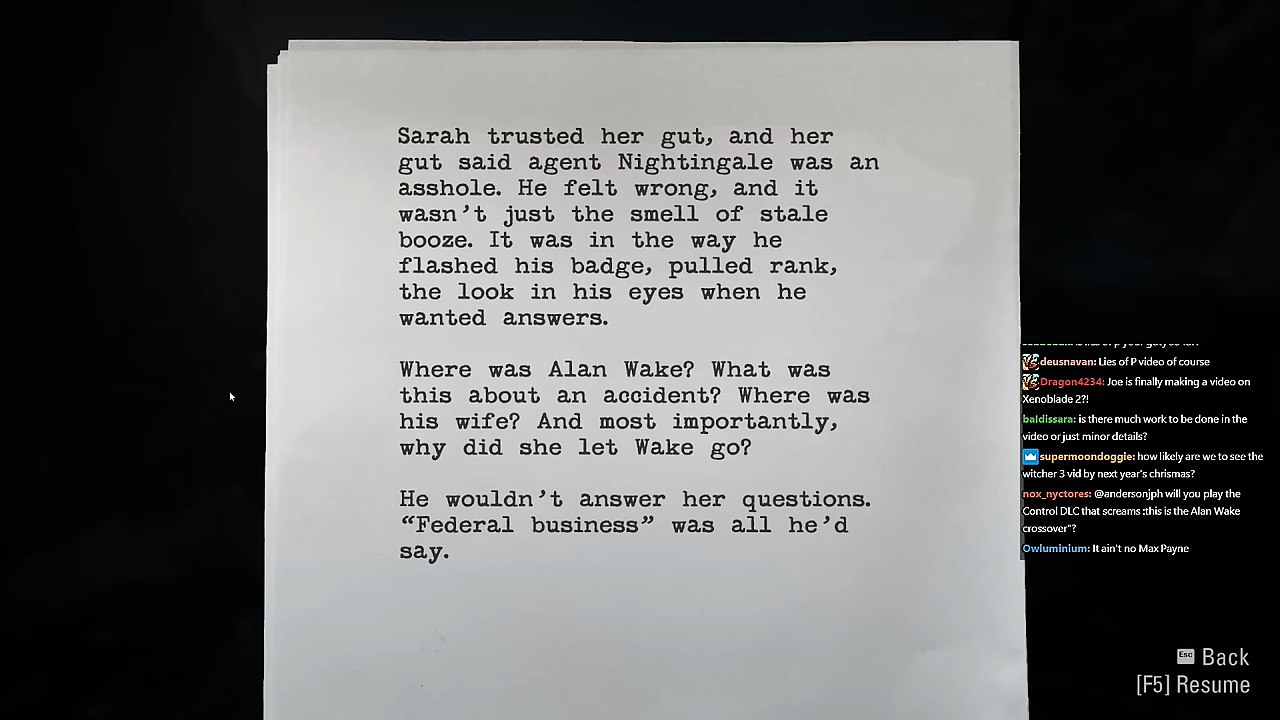 Sarah trusted her gut, and her
gut said agent Nightingale was an
asshole. He felt wrong, and it
wasn't just the smell of stale
booze. It was in the way he
flashed his badge, pulled rank,
the look in his eyes when he
wanted answers.
Where was Alan Wake? What was
this about an accident? Where was
his wife? And most importantly,
why did she let Wake go?
He wouldn't answer her questions.
“Federal business” was all he'd
say.
deusnavan: Lies of P video of course
Dragon4234: Joe is finally making a video on
Xenoblade 2?!
baldissara: is there much work to be done in the
video or just minor details?
supermoondoggie: how likely are we to see the
witcher 3 vid by next year's chrismas?
nox_nyctores: @andersonjph will you play the
Control DLC that screams :this is the Alan Wake
crossover"?
Owluminium: It ain't no Max Payne
Esc Back
[F5] Resume